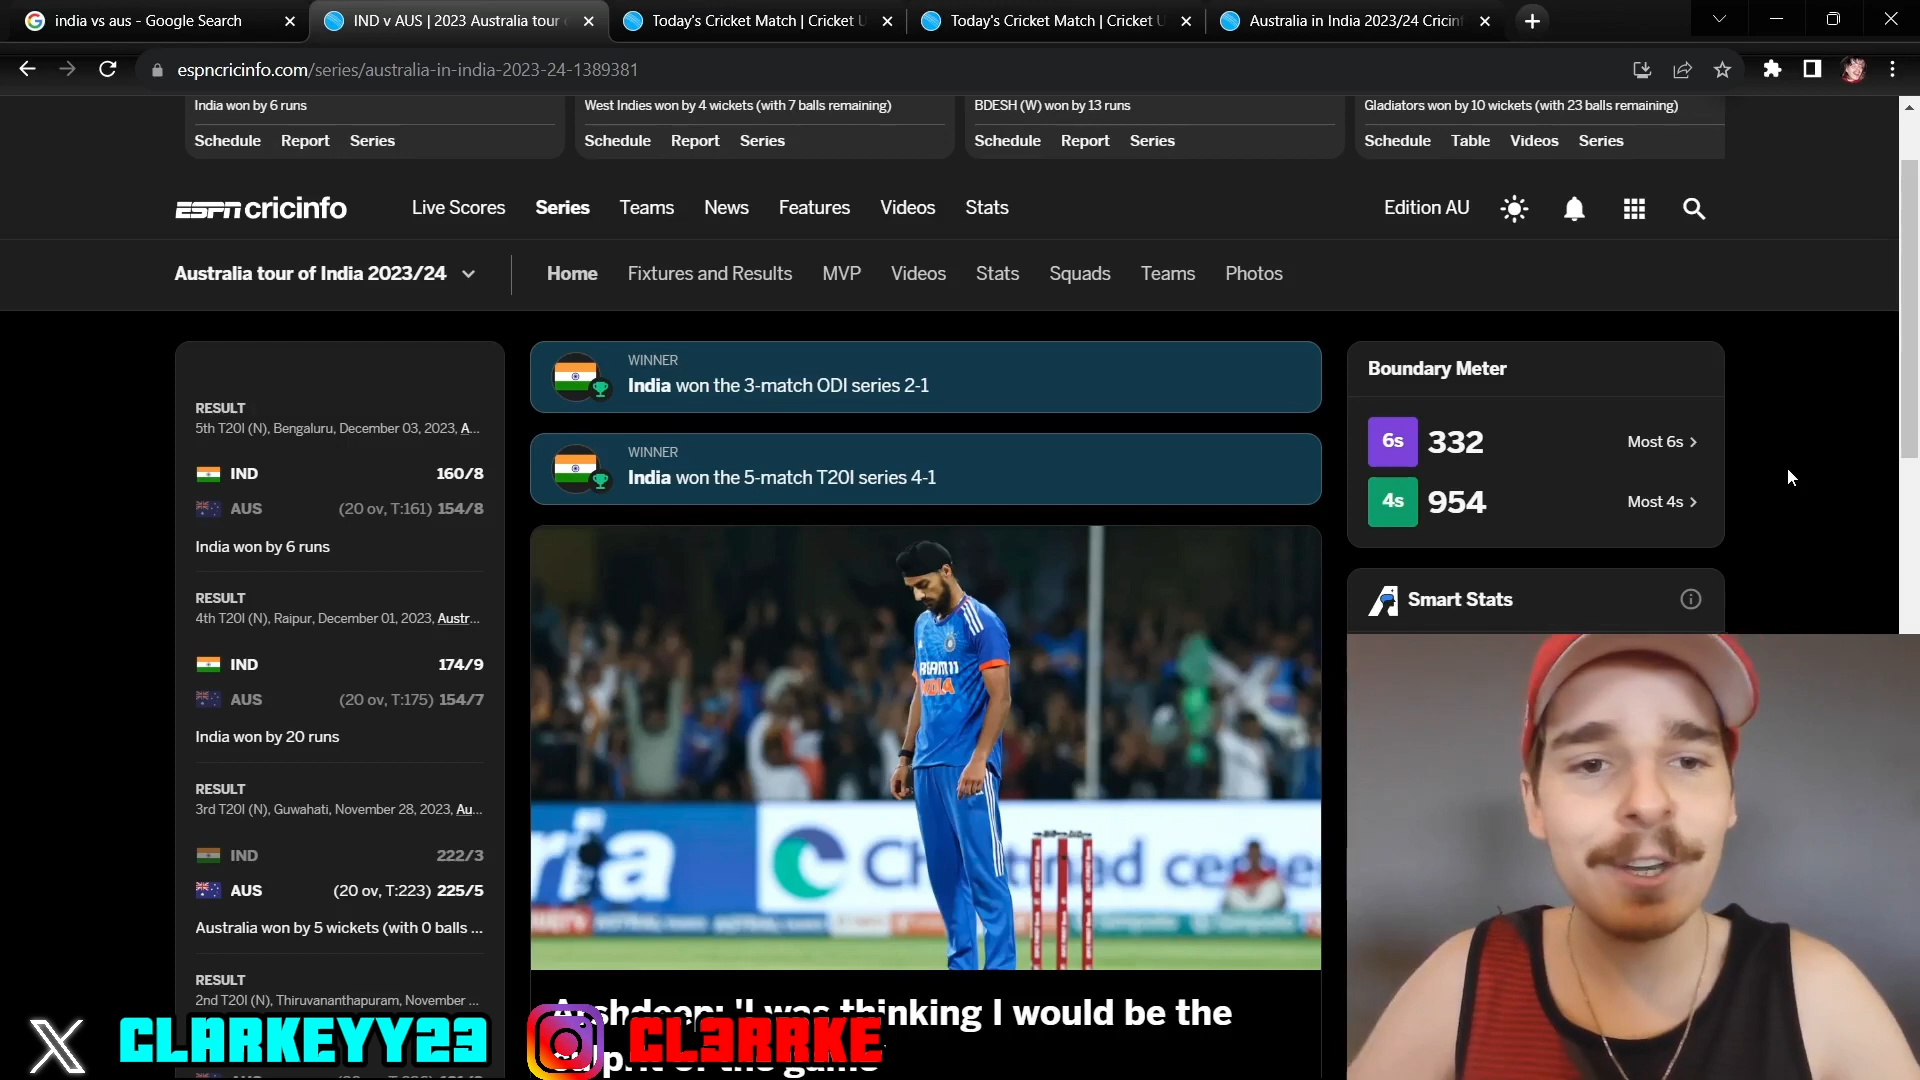 india vs aus - Google Search
IND v AUS | 2023 Australia tour
Today's Cricket Match | Cricket U
Today's Cricket Match | Cricket U
Australia in India 2023/24 Cricin
espncricinfo.com/series/australia-in-india-2023-24-1389381
India won by 6 runs
West Indies won by 4 wickets (with 7 balls remaining)
BDESH (W) won by 13 runs
Gladiators won by 10 wickets (with 23 balls remaining)
Schedule Report Series
Schedule Report Series
Schedule Report Series
Schedule Table Videos Series
ESPN cricinfo
Live Scores Series Teams News Features Videos Stats
Edition AU
Australia tour of India 2023/24
Home Fixtures and Results MVP Videos Stats Squads Teams Photos
RESULT
5th T20I (N), Bengaluru, December 03, 2023, A...
IND 160/8
AUS (20 ov, T:161) 154/8
India won by 6 runs
RESULT
4th T20I (N), Raipur, December 01, 2023, Austr...
IND 174/9
AUS (20 ov, T:175) 154/7
India won by 20 runs
RESULT
3rd T20I (N), Guwahati, November 28, 2023, Au...
IND 222/3
AUS (20 ov, T:223) 225/5
Australia won by 5 wickets (with 0 balls ...
RESULT
2nd T20I (N), Thiruvananthapuram, November ...
WINNER
India won the 3-match ODI series 2-1
WINNER
India won the 5-match T20I series 4-1
INDIA
Arshdeep: 'I was thinking I would be the
of the game'
Boundary Meter
6s 332 Most 6s >
4s 954 Most 4s >
Smart Stats
CLARKEYY23
CL3RRKE